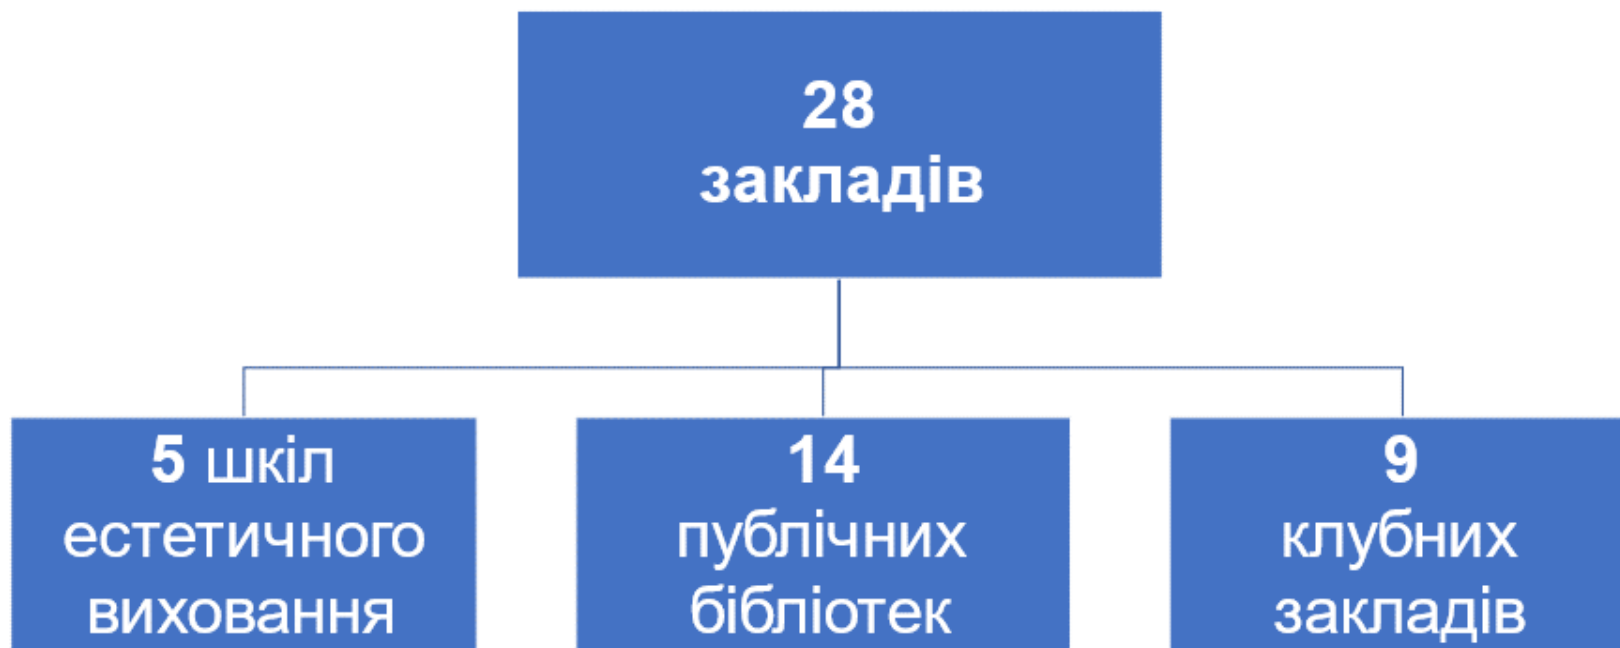 28
закладів
5 шкіл
естетичного
виховання
14
публічних
бібліотек
9
клубних
закладів